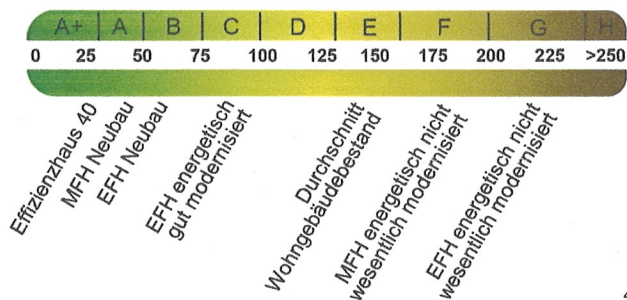 A+ A B C D E F G H
0 25 50 75 100 125 150 175 200 225 >250
Effizienzhaus 40
MFH Neubau
EFH Neubau
EFH energetisch
gut modernisiert
Durchschnitt
Wohngebäudebestand
MFH energetisch nicht
wesentlich modernisiert
EFH energetisch nicht
wesentlich modernisiert